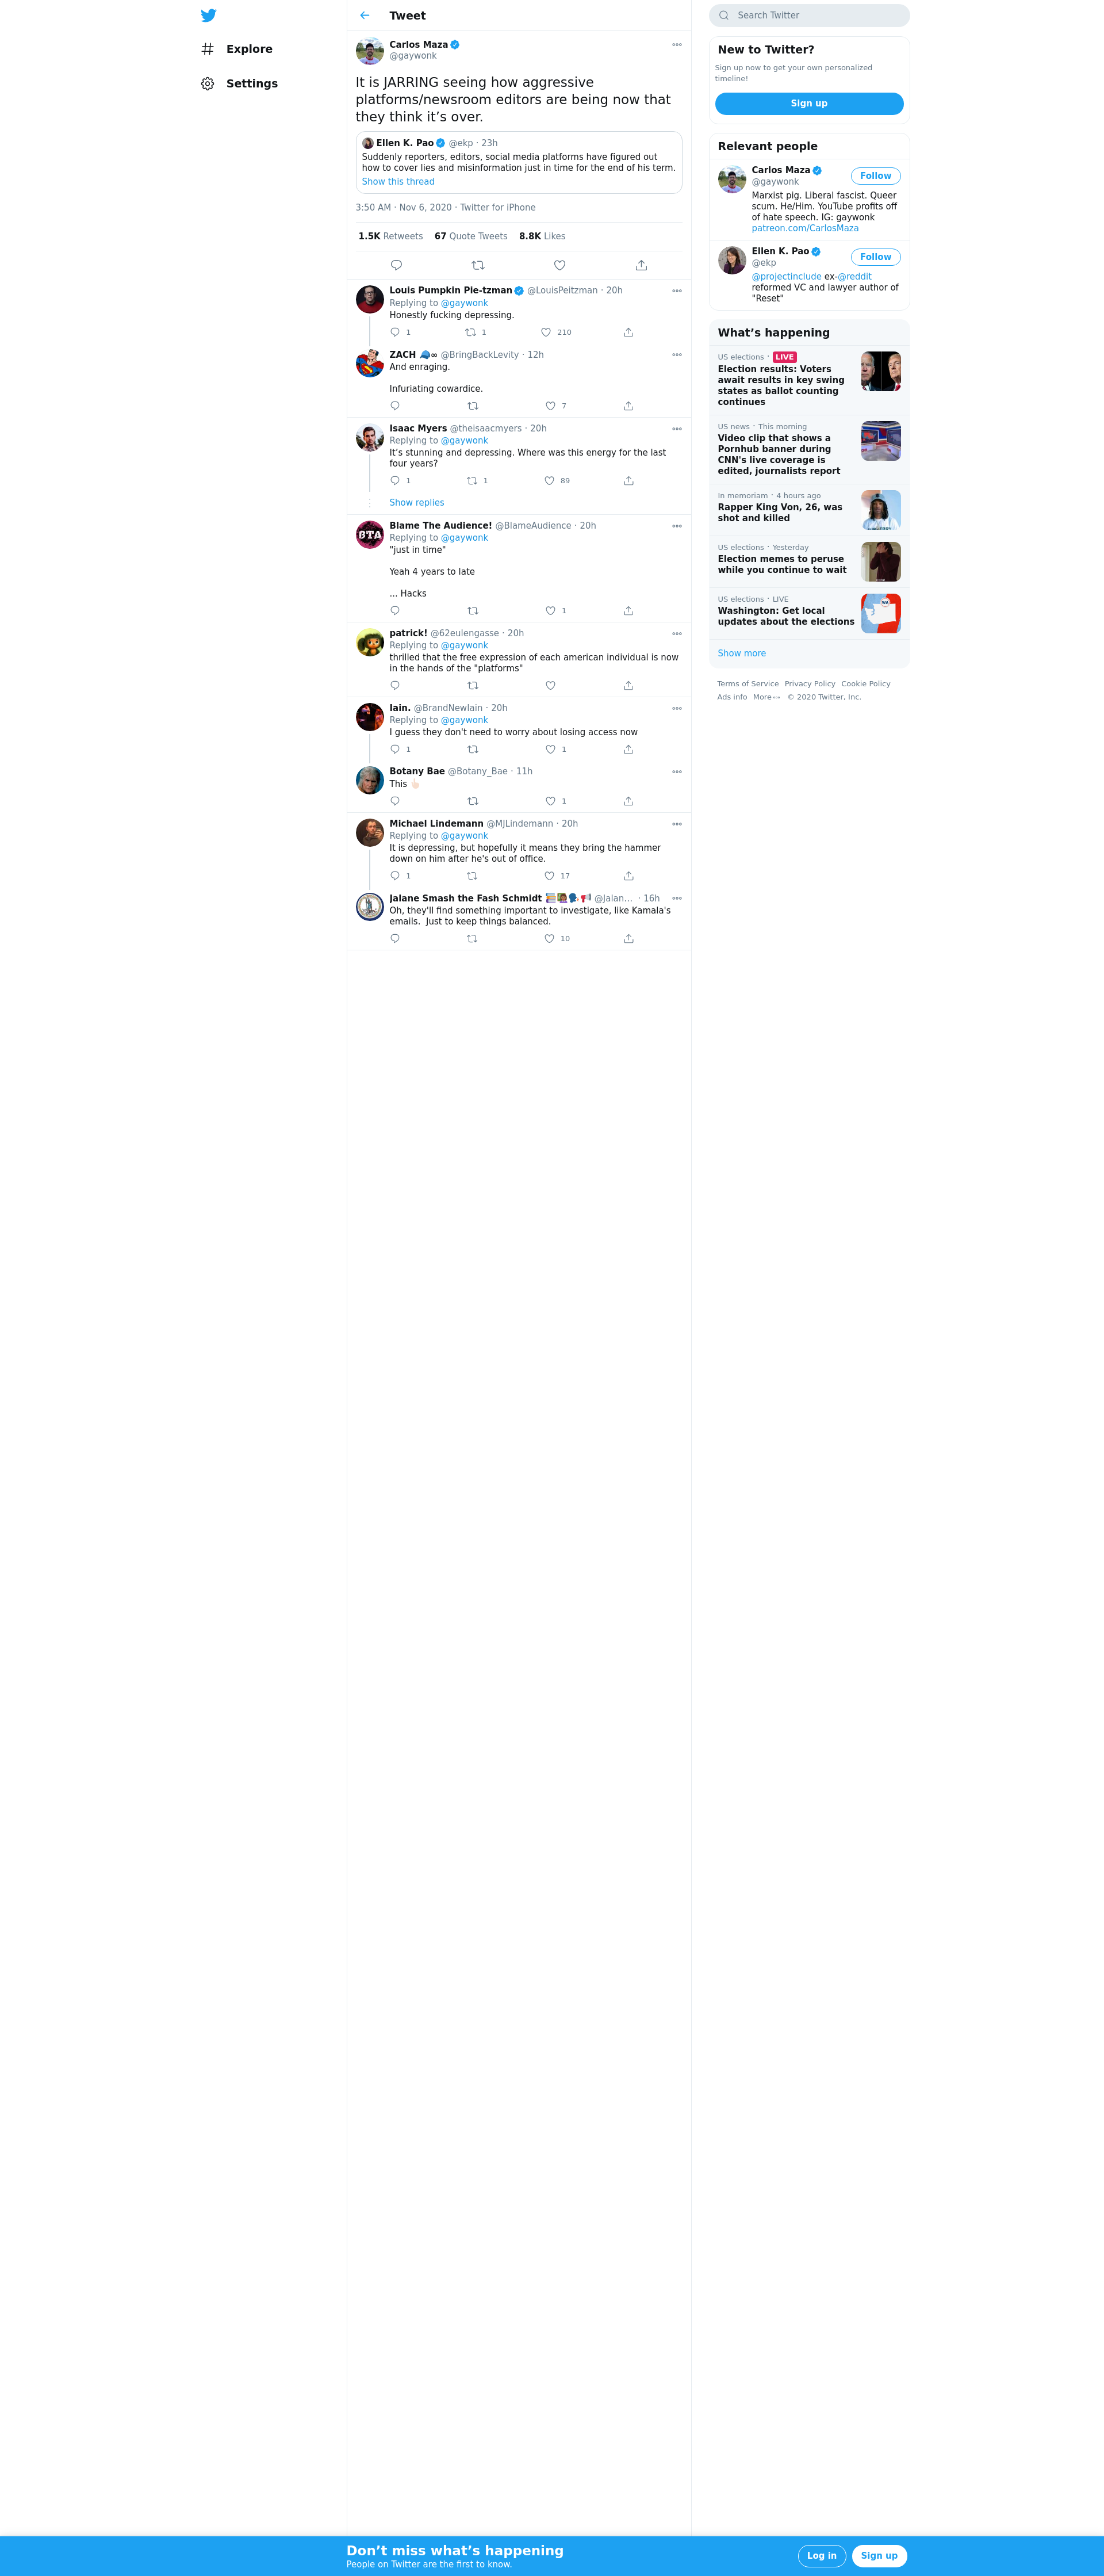 Explore
Settings
Tweet
Carlos Maza
@gaywonk
It is JARRING seeing how aggressive
platforms/newsroom editors are being now that
they think it’s over.
Ellen K. Pao @ekp · 23h
Suddenly reporters, editors, social media platforms have figured out
how to cover lies and misinformation just in time for the end of his term.
Show this thread
3:50 AM · Nov 6, 2020 · Twitter for iPhone
1.5K Retweets 67 Quote Tweets 8.8K Likes
Louis Pumpkin Pie-tzman @LouisPeitzman · 20h
Replying to @gaywonk
Honestly fucking depressing.
1 1 210
ZACH 🧢∞ @BringBackLevity · 12h
And enraging.
Infuriating cowardice.
7
Isaac Myers @theisaacmyers · 20h
Replying to @gaywonk
It’s stunning and depressing. Where was this energy for the last
four years?
1 1 89
Show replies
BTA
Blame The Audience! @BlameAudience · 20h
Replying to @gaywonk
"just in time"
Yeah 4 years to late
... Hacks
1
patrick! @62eulengasse · 20h
Replying to @gaywonk
thrilled that the free expression of each american individual is now
in the hands of the "platforms"
Iain. @BrandNewIain · 20h
Replying to @gaywonk
I guess they don't need to worry about losing access now
1 1
Botany Bae @Botany_Bae · 11h
This 👆🏻
1
Michael Lindemann @MJLindemann · 20h
Replying to @gaywonk
It is depressing, but hopefully it means they bring the hammer
down on him after he's out of office.
1 17
Jalane Smash the Fash Schmidt @Jalan... · 16h
Oh, they'll find something important to investigate, like Kamala's
emails. Just to keep things balanced.
10
Search Twitter
New to Twitter?
Sign up now to get your own personalized
timeline!
Sign up
Relevant people
Carlos Maza
@gaywonk
Follow
Marxist pig. Liberal fascist. Queer
scum. He/Him. YouTube profits off
of hate speech. IG: gaywonk
patreon.com/CarlosMaza
Ellen K. Pao
@ekp
Follow
@projectinclude ex-@reddit
reformed VC and lawyer author of
"Reset"
What’s happening
US elections · LIVE
Election results: Voters
await results in key swing
states as ballot counting
continues
US news · This morning
Video clip that shows a
Pornhub banner during
CNN's live coverage is
edited, journalists report
In memoriam · 4 hours ago
Rapper King Von, 26, was
shot and killed
US elections · Yesterday
Election memes to peruse
while you continue to wait
US elections · LIVE
Washington: Get local
updates about the elections
Show more
Terms of Service Privacy Policy Cookie Policy
Ads info More © 2020 Twitter, Inc.
Don’t miss what’s happening
People on Twitter are the first to know.
Log in
Sign up